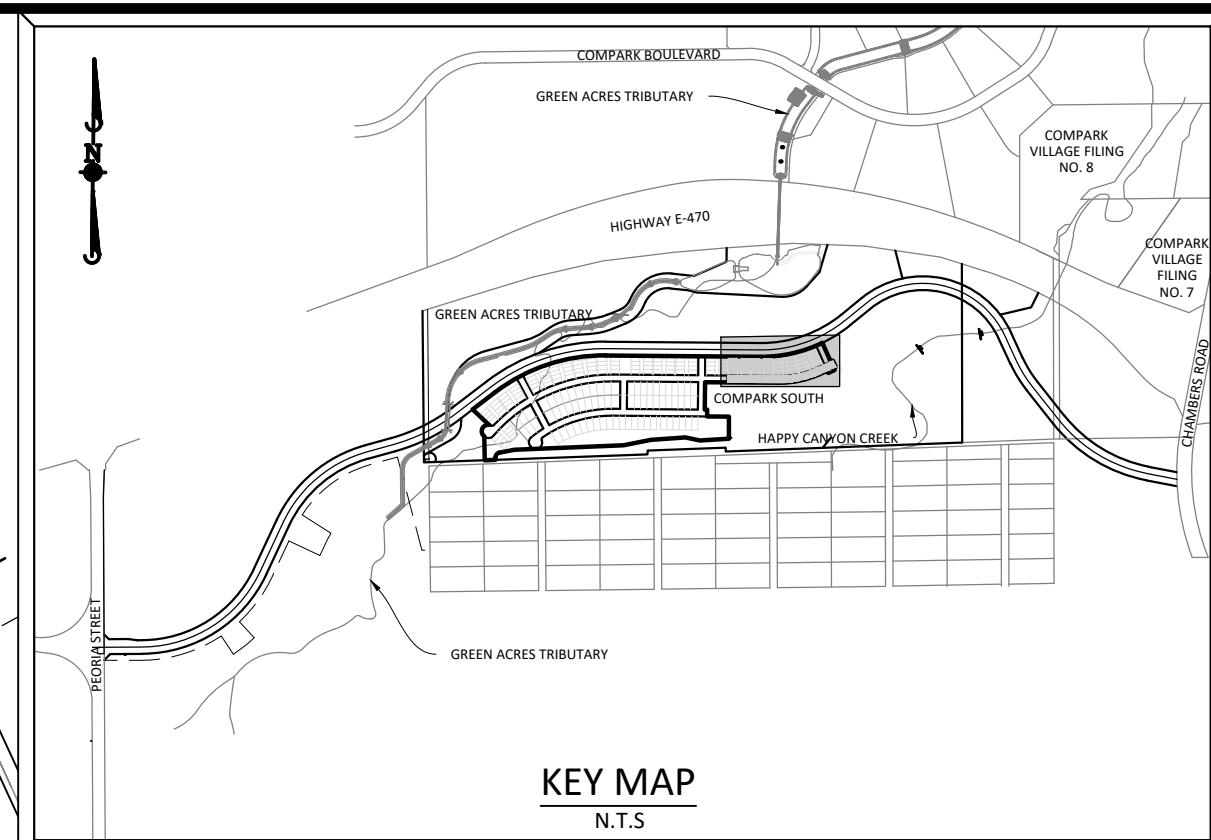 COMPARK BOULEVARD
GREEN ACRES TRIBUTARY
N
COMPARK
VILLAGE FILING
NO. 8
HIGHWAY E-470
COMPARK
VILLAGE
FILING
NO. 7
GREEN ACRES TRIBUTARY
COMPARK SOUTH
HAPPY CANYON CREEK
CHAMBERS ROAD
PEORIA STREET
GREEN ACRES TRIBUTARY
KEY MAP
N.T.S